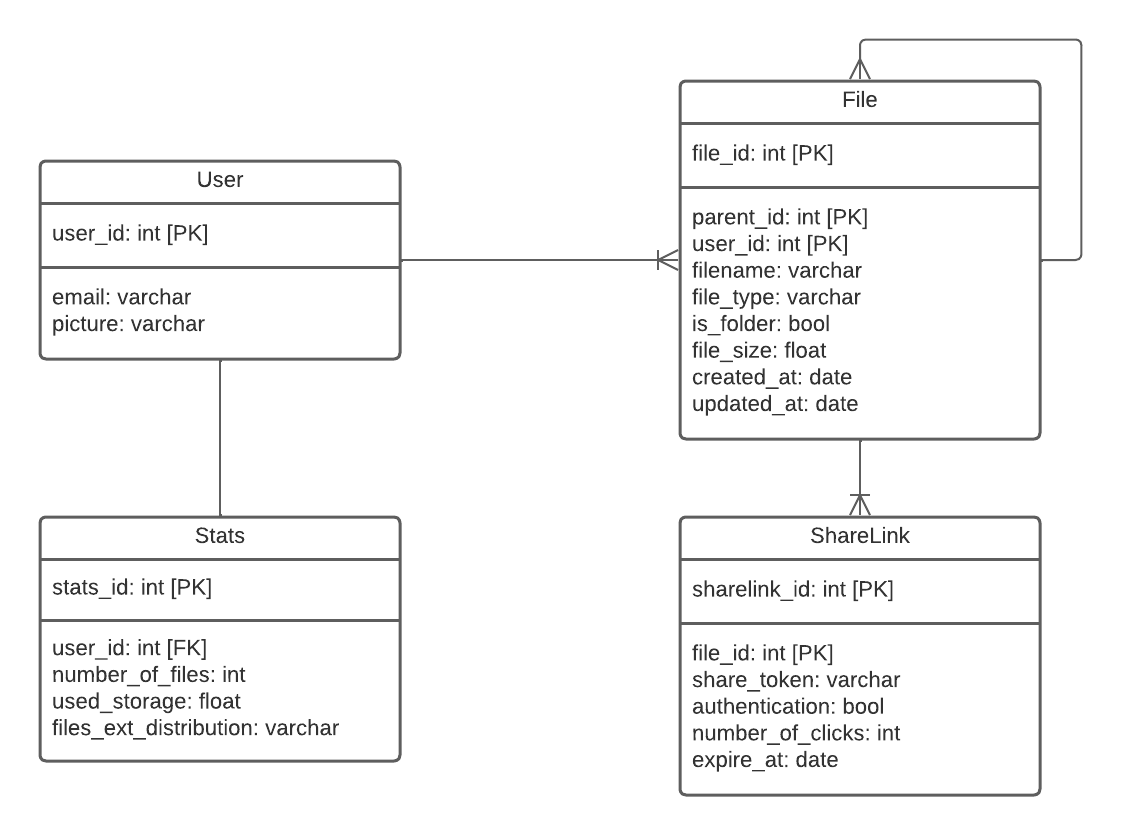 User
user_id: int [PK]
email: varchar
picture: varchar
File
file_id: int [PK]
parent_id: int [PK]
user_id: int [PK]
filename: varchar
file_type: varchar
is_folder: bool
file_size: float
created_at: date
updated_at: date
Stats
stats_id: int [PK]
user_id: int [FK]
number_of_files: int
used_storage: float
files_ext_distribution: varchar
ShareLink
sharelink_id: int [PK]
file_id: int [PK]
share_token: varchar
authentication: bool
number_of_clicks: int
expire_at: date